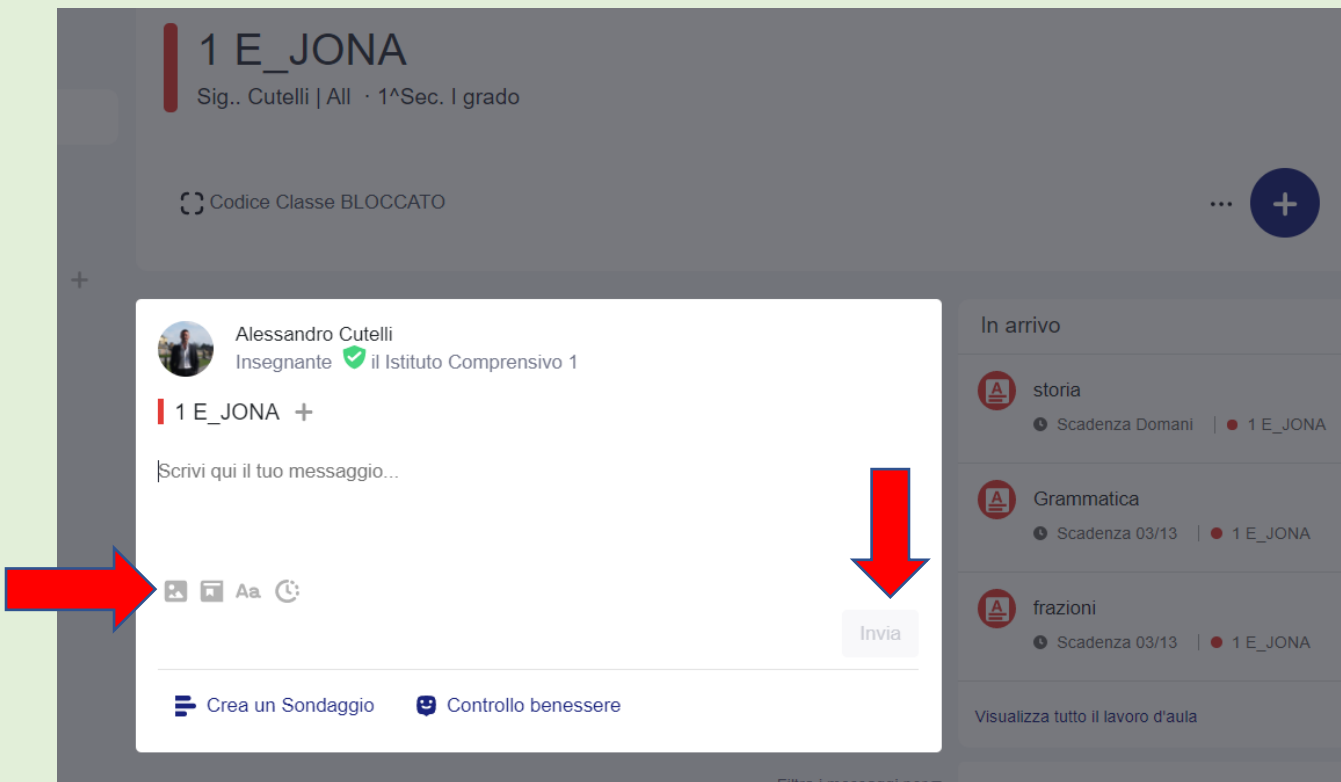 1 E_JONA
Sig.. Cutelli | All · 1^Sec. I grado
Codice Classe BLOCCATO
Alessandro Cutelli
Insegnante il Istituto Comprensivo 1
1 E_JONA
Scrivi qui il tuo messaggio...
Aa
Invia
Crea un Sondaggio
Controllo benessere
In arrivo
storia
Scadenza Domani | 1 E_JONA
Grammatica
Scadenza 03/13 | 1 E_JONA
frazioni
Scadenza 03/13 | 1 E_JONA
Visualizza tutto il lavoro d'aula